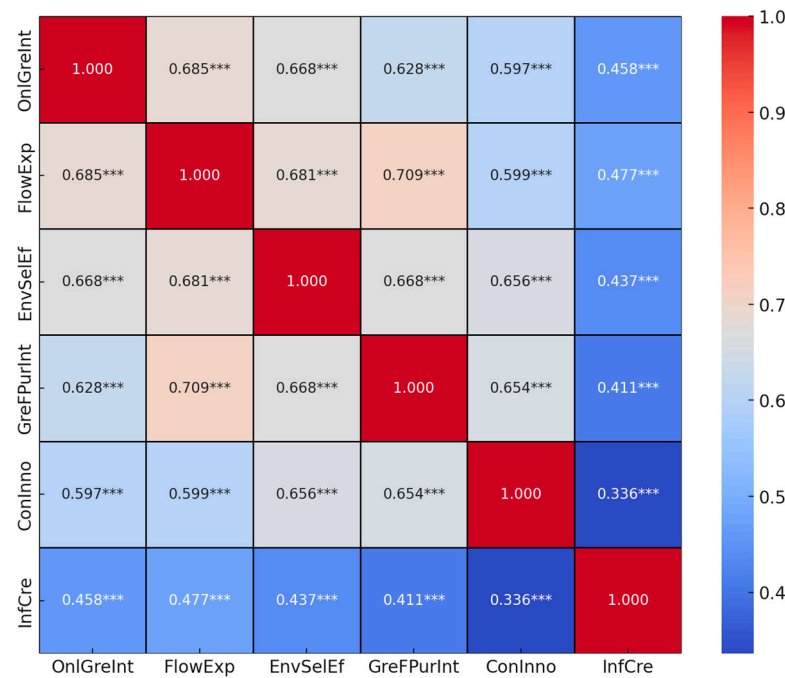 OnlGreInt 1.000 0.685*** 0.668*** 0.628*** 0.597*** 0.458***
FlowExp 0.685*** 1.000 0.681*** 0.709*** 0.599*** 0.477***
EnvSelEf 0.668*** 0.681*** 1.000 0.668*** 0.656*** 0.437***
GreFPurInt 0.628*** 0.709*** 0.668*** 1.000 0.654*** 0.411***
ConInno 0.597*** 0.599*** 0.656*** 0.654*** 1.000 0.336***
InfCre 0.458*** 0.477*** 0.437*** 0.411*** 0.336*** 1.000
OnlGreInt FlowExp EnvSelEf GreFPurInt ConInno InfCre
1.0
0.9
0.8
0.7
0.6
0.5
0.4